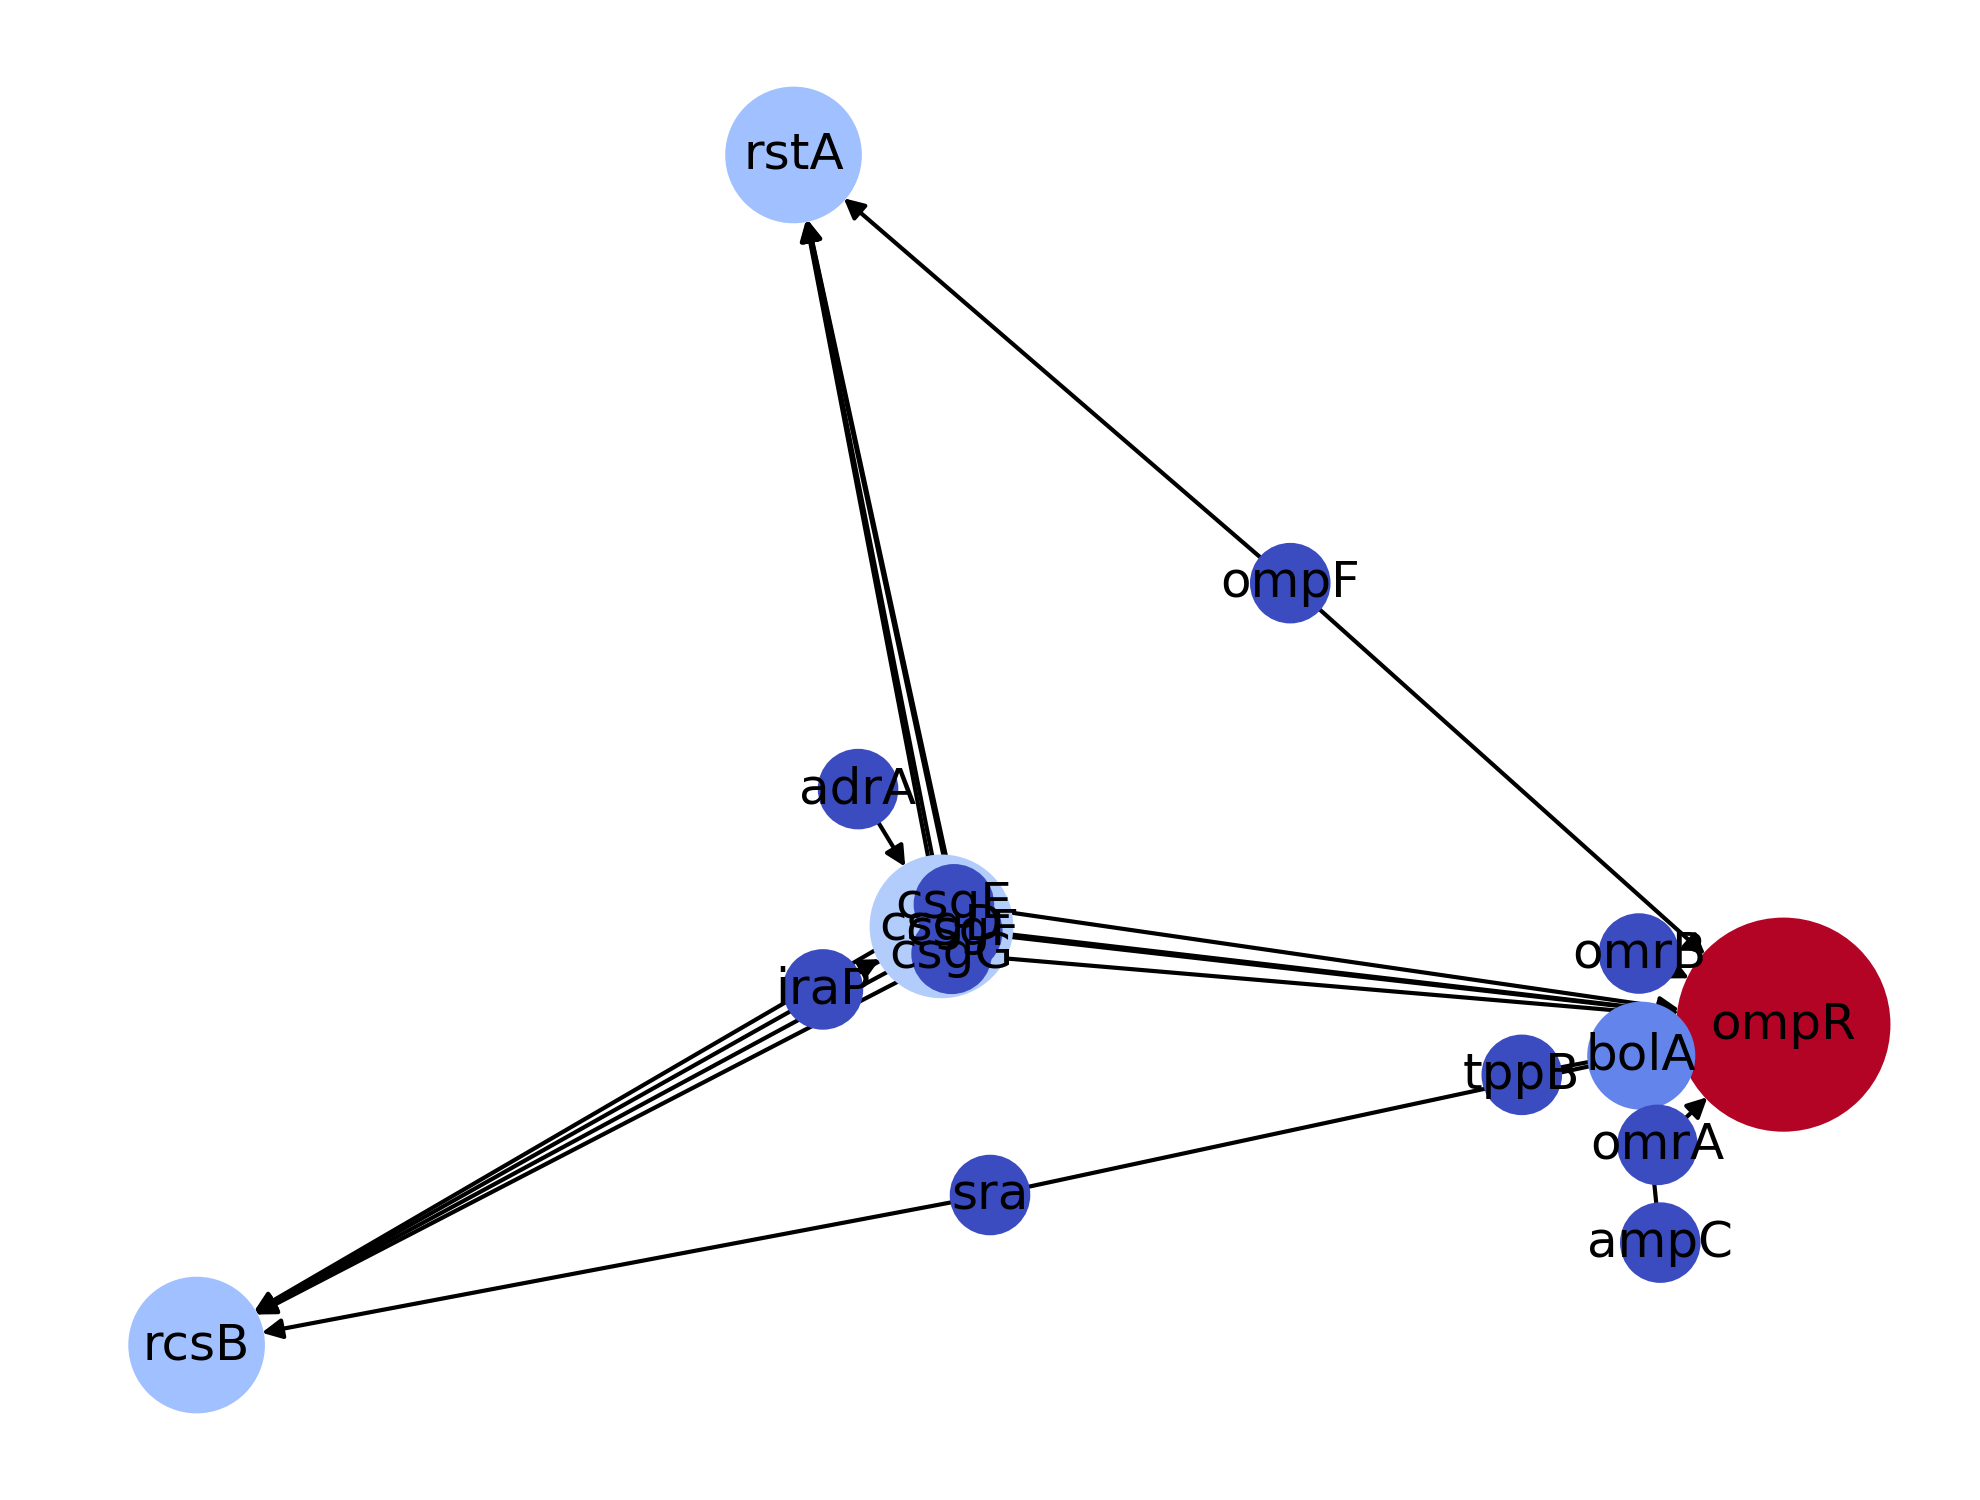 rstA
ompF
adrA
csgE
csgD
csgF
csgG
omrB
iraP
ompR
bolA
tppB
omrA
sra
ampC
rcsB